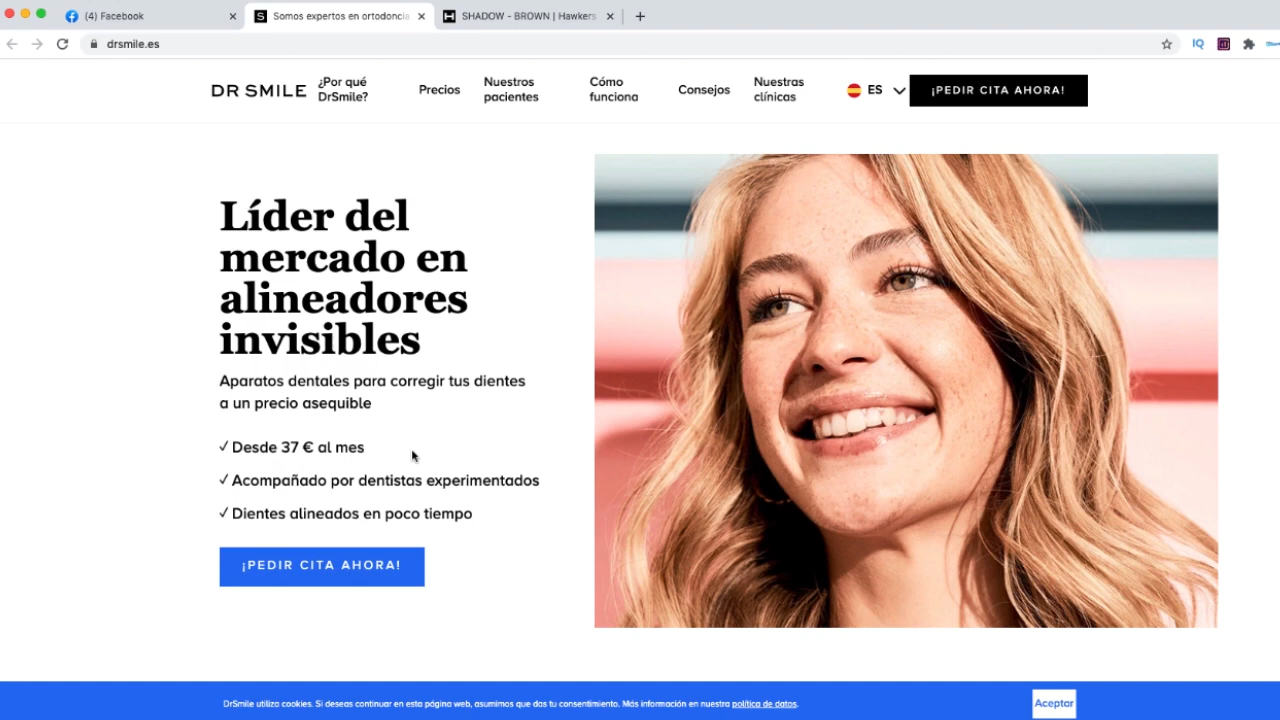 (4) Facebook
Somos expertos en ortodoncia
SHADOW - BROWN | Hawkers
drsmile.es
IQ
DR SMILE
¿Por qué
DrSmile?
Precios
Nuestros
pacientes
Cómo
funciona
Consejos
Nuestras
clínicas
ES
¡PEDIR CITA AHORA!
Líder del
mercado en
alineadores
invisibles
Aparatos dentales para corregir tus dientes
a un precio asequible
✓ Desde 37 € al mes
✓ Acompañado por dentistas experimentados
✓ Dientes alineados en poco tiempo
¡PEDIR CITA AHORA!
DrSmile utiliza cookies. Si deseas continuar en esta página web, asumimos que das tu consentimiento. Más información en nuestra política de datos.
Aceptar